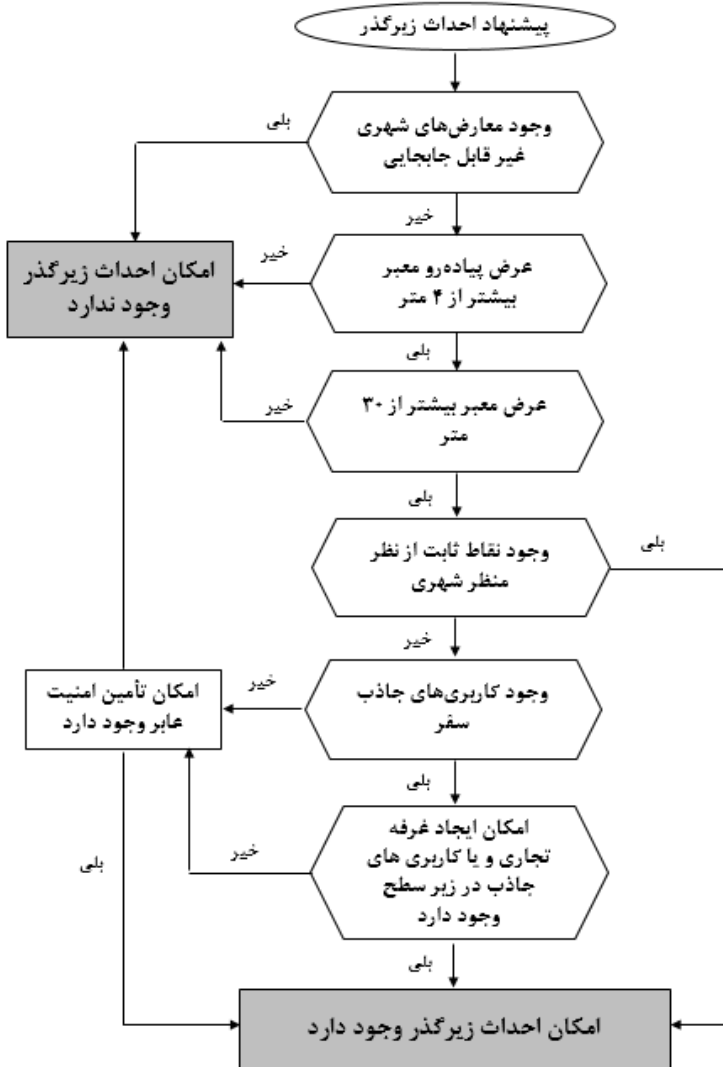 پیشنهاد احداث زیرگذر
بلی
وجود معارض‌های شهری
غیر قابل جابجایی
خیر
امکان احداث زیرگذر
وجود ندارد
خیر
عرض پیاده‌رو معبر
بیشتر از ۴ متر
بلی
خیر
عرض معبر بیشتر از ۳۰
متر
بلی
وجود نقاط ثابت از نظر
منظر شهری
بلی
خیر
وجود کاربری‌های جاذب
سفر
خیر
امکان تأمین امنیت
عابر وجود دارد
بلی
امکان ایجاد غرفه
تجاری و یا کاربری های
جاذب در زیر سطح
وجود دارد
خیر
بلی
بلی
امکان احداث زیرگذر وجود دارد